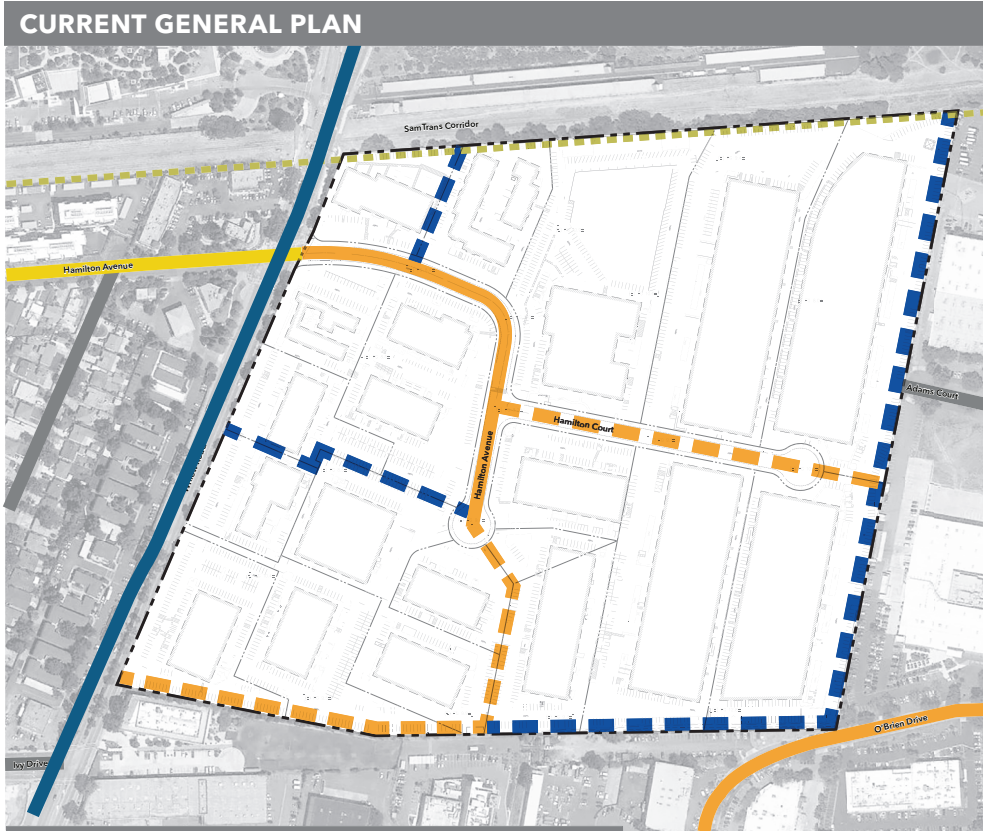 CURRENT GENERAL PLAN
SamTrans Corridor
Hamilton Avenue
Adams Court
Hamilton Court
Hamilton Avenue
O'Brien Drive
Ivy Drive